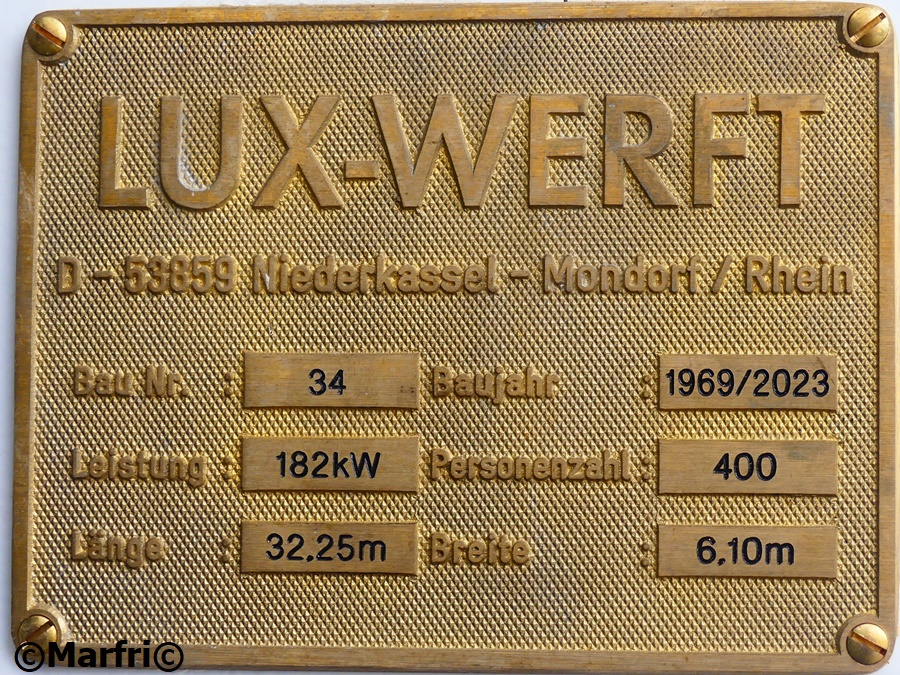 LUX-WERFT
D - 53859 Niederkassel - Mondorf / Rhein
Bau Nr. : 34 Baujahr : 1969/2023
Leistung : 182kW Personenzahl : 400
Länge : 32,25m Breite : 6,10m
©Marfri©